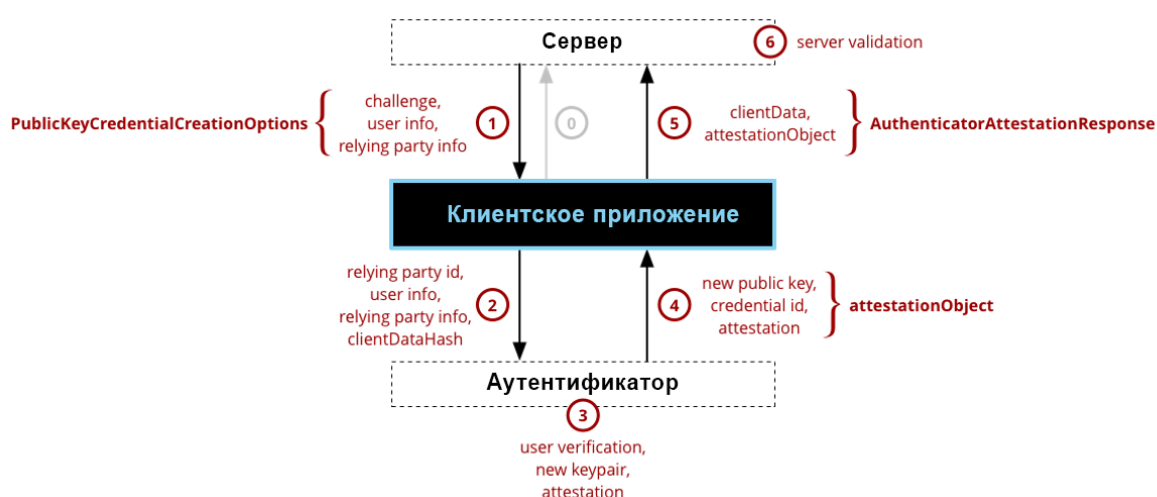 Сервер
6
server validation
PublicKeyCredentialCreationOptions
challenge,
user info,
relying party info
1
0
5
clientData,
attestationObject
AuthenticatorAttestationResponse
Клиентское приложение
relying party id,
user info,
relying party info,
clientDataHash
2
4
new public key,
credential id,
attestation
attestationObject
Аутентификатор
3
user verification,
new keypair,
attestation